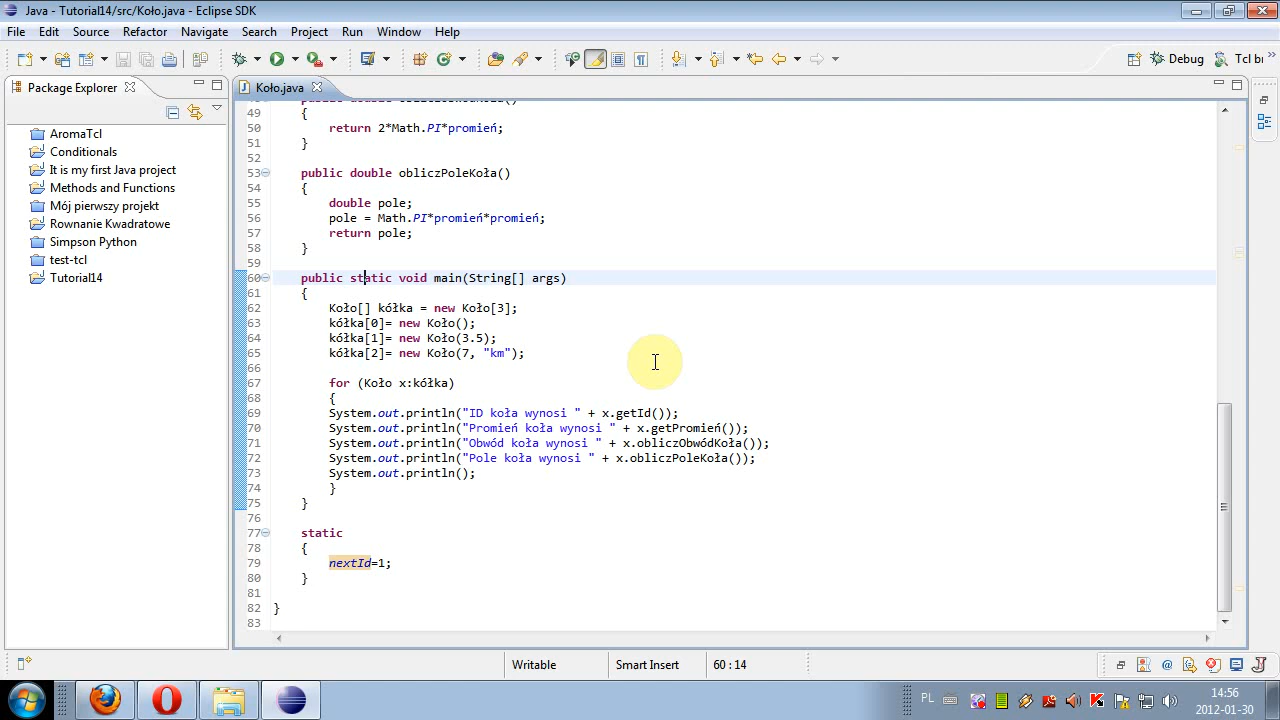 Java - Tutorial14/src/Koło.java - Eclipse SDK
File Edit Source Refactor Navigate Search Project Run Window Help
Debug Tcl bi
Package Explorer
AromaTcl
Conditionals
It is my first Java project
Methods and Functions
Mój pierwszy projekt
Rownanie Kwadratowe
Simpson Python
test-tcl
Tutorial14
Koło.java
49 {
50 return 2*Math.PI*promień;
51 }
52
53 public double obliczPoleKoła()
54 {
55 double pole;
56 pole = Math.PI*promień*promień;
57 return pole;
58 }
59
60 public static void main(String[] args)
61 {
62 Koło[] kółka = new Koło[3];
63 kółka[0]= new Koło();
64 kółka[1]= new Koło(3.5);
65 kółka[2]= new Koło(7, "km");
66
67 for (Koło x:kółka)
68 {
69 System.out.println("ID koła wynosi " + x.getId());
70 System.out.println("Promień koła wynosi " + x.getPromień());
71 System.out.println("Obwód koła wynosi " + x.obliczObwódKoła());
72 System.out.println("Pole koła wynosi " + x.obliczPoleKoła());
73 System.out.println();
74 }
75 }
76
77 static
78 {
79 nextId=1;
80 }
81
82 }
83
Writable Smart Insert 60 : 14
PL 14:56
2012-01-30